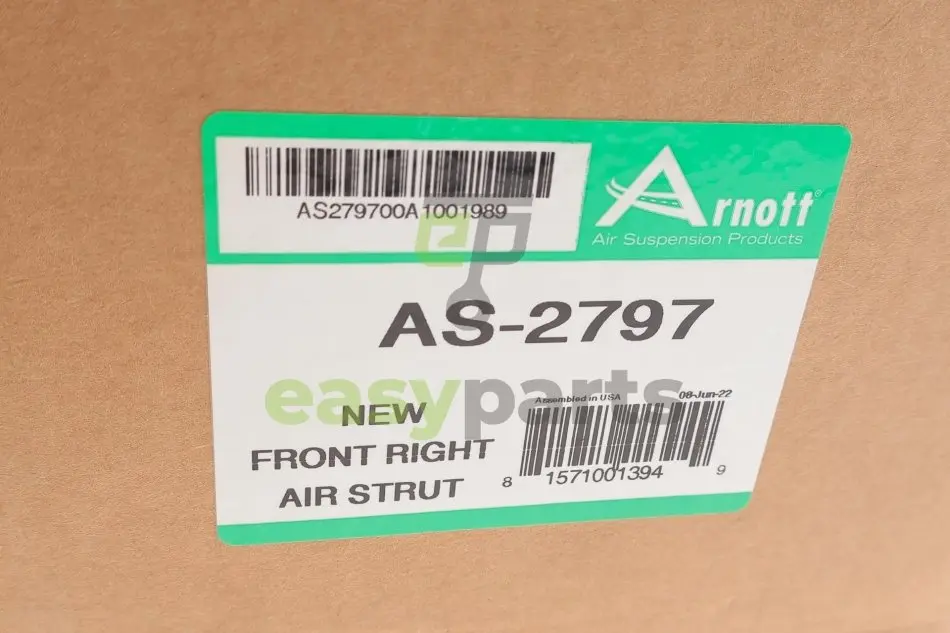 AS279700A1001989
Arnott®
Air Suspension Products
ep
AS-2797
easyparts
Assembled in USA
08-Jun-22
NEW
FRONT RIGHT
AIR STRUT
8 1571001394 9